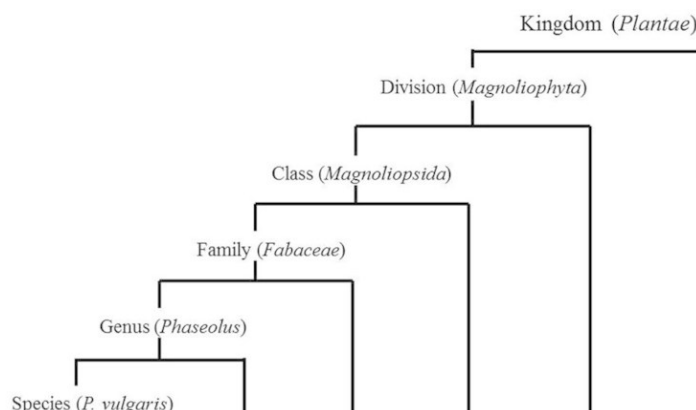 Kingdom (Plantae)
Division (Magnoliophyta)
Class (Magnoliopsida)
Family (Fabaceae)
Genus (Phaseolus)
Species (P. vulgaris)